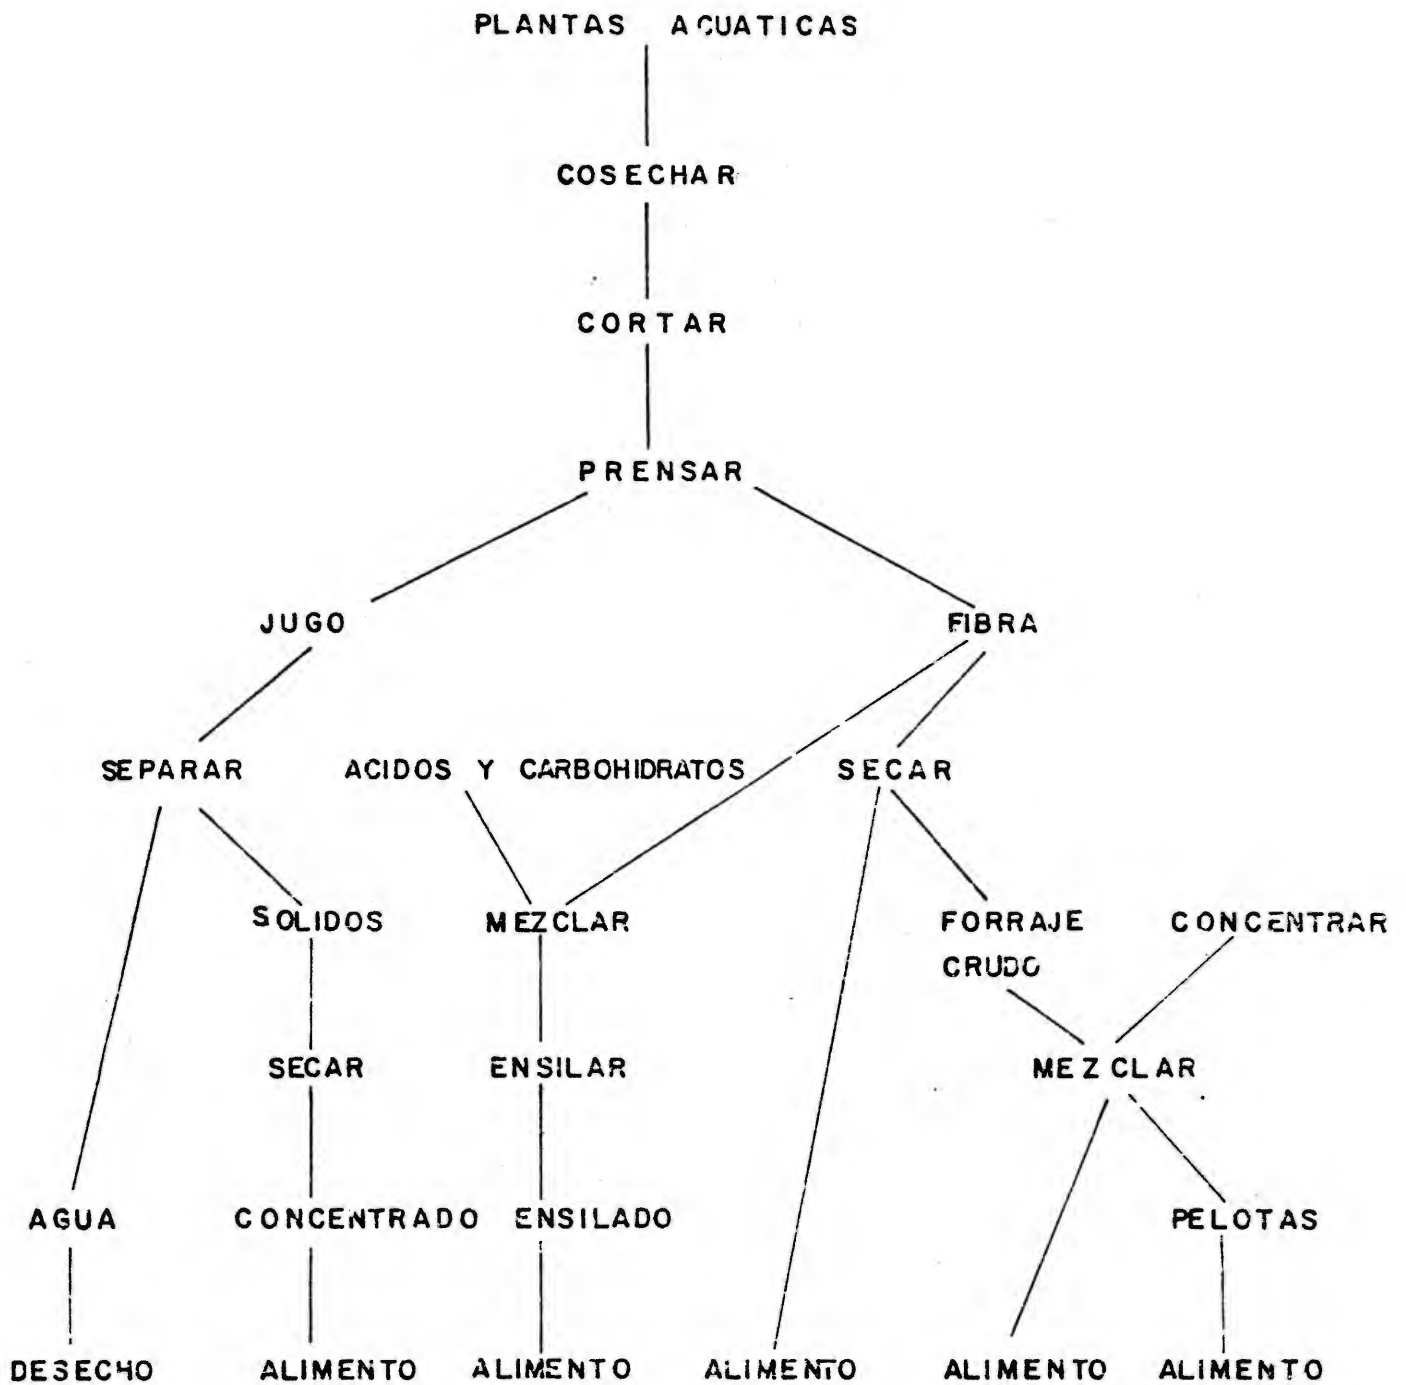 PLANTAS ACUATICAS
COSECHAR
CORTAR
PRENSAR
JUGO FIBRA
SEPARAR ACIDOS Y CARBOHIDRATOS SECAR
SOLIDOS MEZCLAR FORRAJE CONCENTRAR
CRUDO
SECAR ENSILAR MEZCLAR
AGUA CONCENTRADO ENSILADO PELOTAS
DESECHO ALIMENTO ALIMENTO ALIMENTO ALIMENTO ALIMENTO